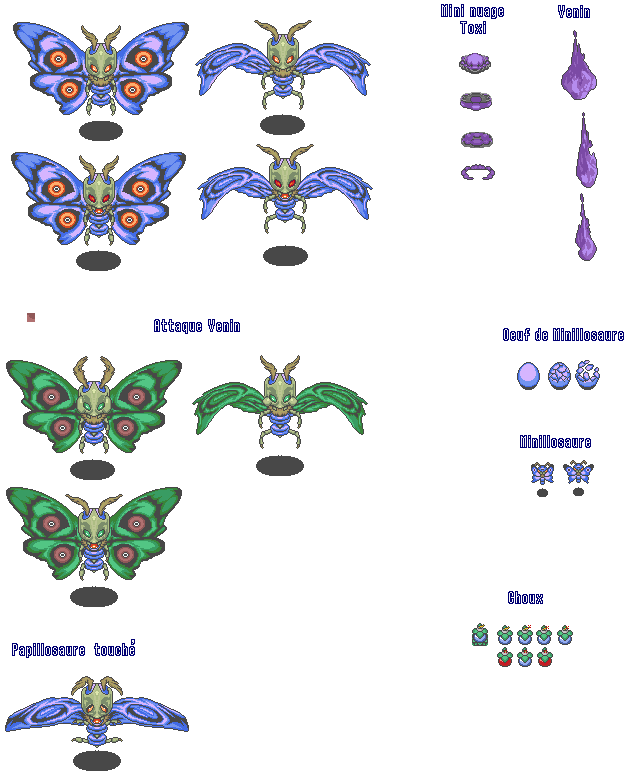 Mini nuage
Toxi
Venin
Attaque Venin
Oeuf de Minillosaure
Minillosaure
Choux
Papillosaure touché